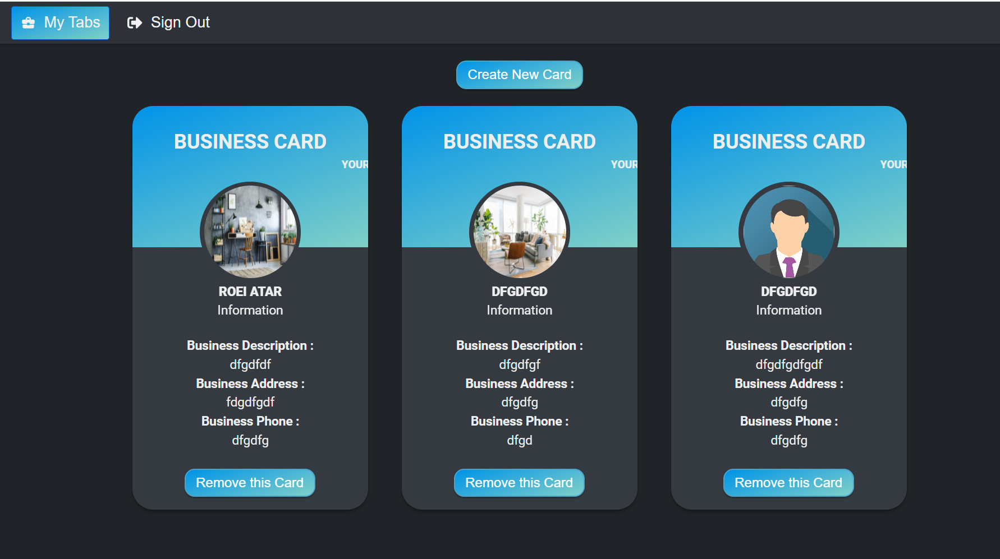 My Tabs
Sign Out
Create New Card
BUSINESS CARD
YOUR
ROEI ATAR
Information
Business Description :
dfgdfdf
Business Address :
fdgdfgdf
Business Phone :
dfgdfg
Remove this Card
BUSINESS CARD
YOUR
DFGDFGD
Information
Business Description :
dfgdfgf
Business Address :
dfgdfg
Business Phone :
dfgd
Remove this Card
BUSINESS CARD
YOUR
DFGDFGD
Information
Business Description :
dfgdfgdfgdf
Business Address :
dfgdfg
Business Phone :
dfgdfg
Remove this Card